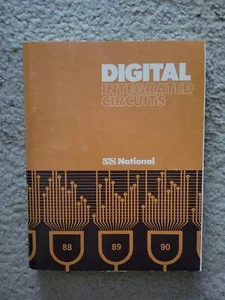 DIGITAL
INTEGRATED
CIRCUITS
National
88 89 90